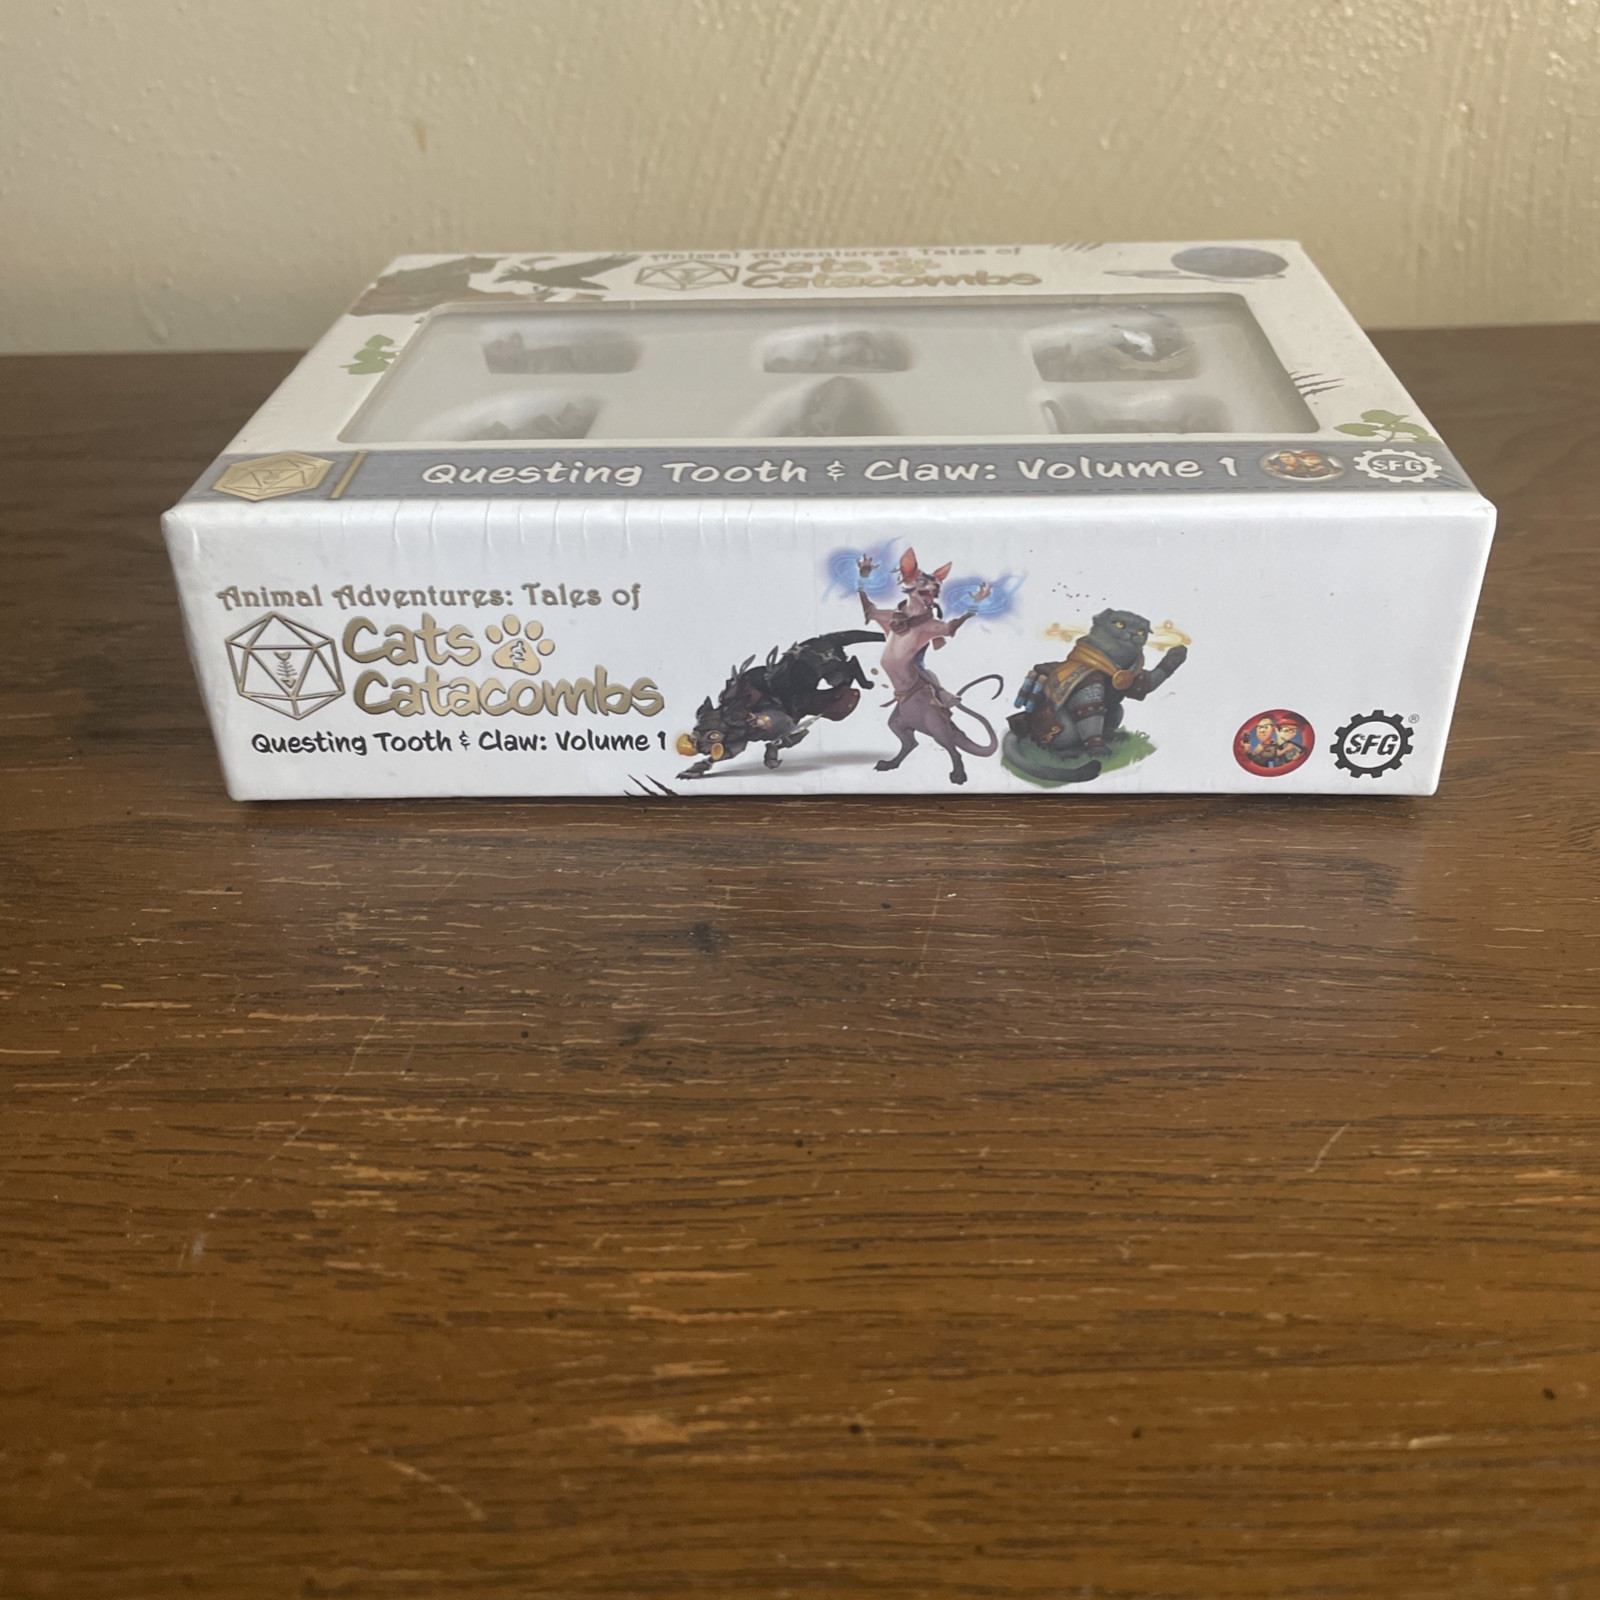 Animal Adventures: Tales of
Cats &
Catacombs
Questing Tooth & Claw: Volume 1
SFG
Animal Adventures: Tales of
Cats &
Catacombs
Questing Tooth & Claw: Volume 1
SFG®